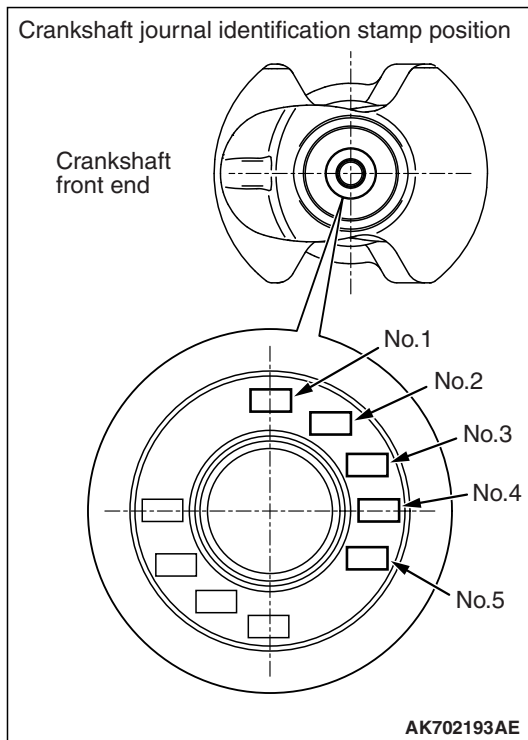 Crankshaft journal identification stamp position
Crankshaft
front end
No.1
No.2
No.3
No.4
No.5
AK702193AE